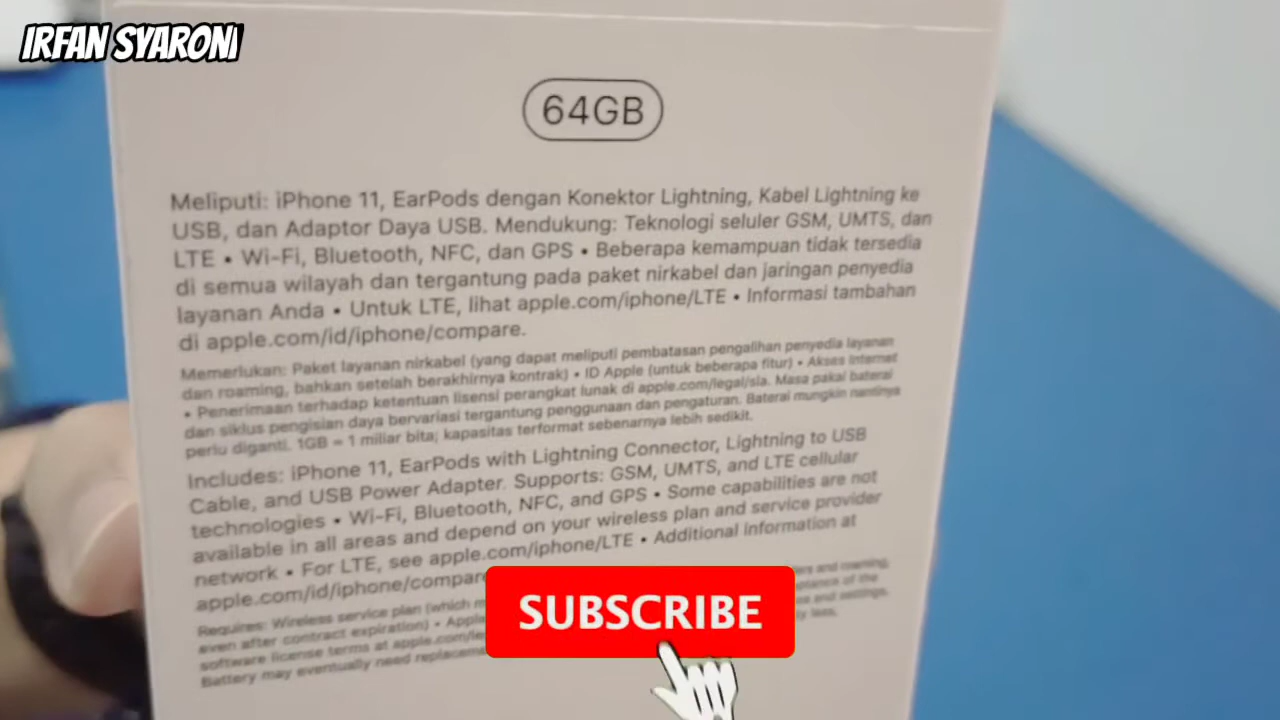 IRFAN SYARONI
64GB
Meliputi: iPhone 11, EarPods dengan Konektor Lightning, Kabel Lightning ke
USB, dan Adaptor Daya USB. Mendukung: Teknologi seluler GSM, UMTS, dan
LTE • Wi-Fi, Bluetooth, NFC, dan GPS • Beberapa kemampuan tidak tersedia
di semua wilayah dan tergantung pada paket nirkabel dan jaringan penyedia
layanan Anda • Untuk LTE, lihat apple.com/iphone/LTE • Informasi tambahan
di apple.com/id/iphone/compare.
Memerlukan: Paket layanan nirkabel (yang dapat meliputi pembatasan pengalihan penyedia layanan
dan roaming, bahkan setelah berakhirnya kontrak) • ID Apple (untuk beberapa fitur) • Akses Internet
• Penerimaan terhadap ketentuan lisensi perangkat lunak di apple.com/legal/sla. Masa pakai baterai
dan siklus pengisian daya bervariasi tergantung penggunaan dan pengaturan. Baterai mungkin nantinya
perlu diganti. 1GB = 1 miliar bita; kapasitas terformat sebenarnya lebih sedikit.
Includes: iPhone 11, EarPods with Lightning Connector, Lightning to USB
Cable, and USB Power Adapter. Supports: GSM, UMTS, and LTE cellular
technologies • Wi-Fi, Bluetooth, NFC, and GPS • Some capabilities are not
available in all areas and depend on your wireless plan and service provider
network • For LTE, see apple.com/iphone/LTE • Additional information at
apple.com/id/iphone/compare
Requires: Wireless service plan (which and roaming,
even after contract expiration) • of the
software license terms at and settings.
Battery may eventually need less.
SUBSCRIBE